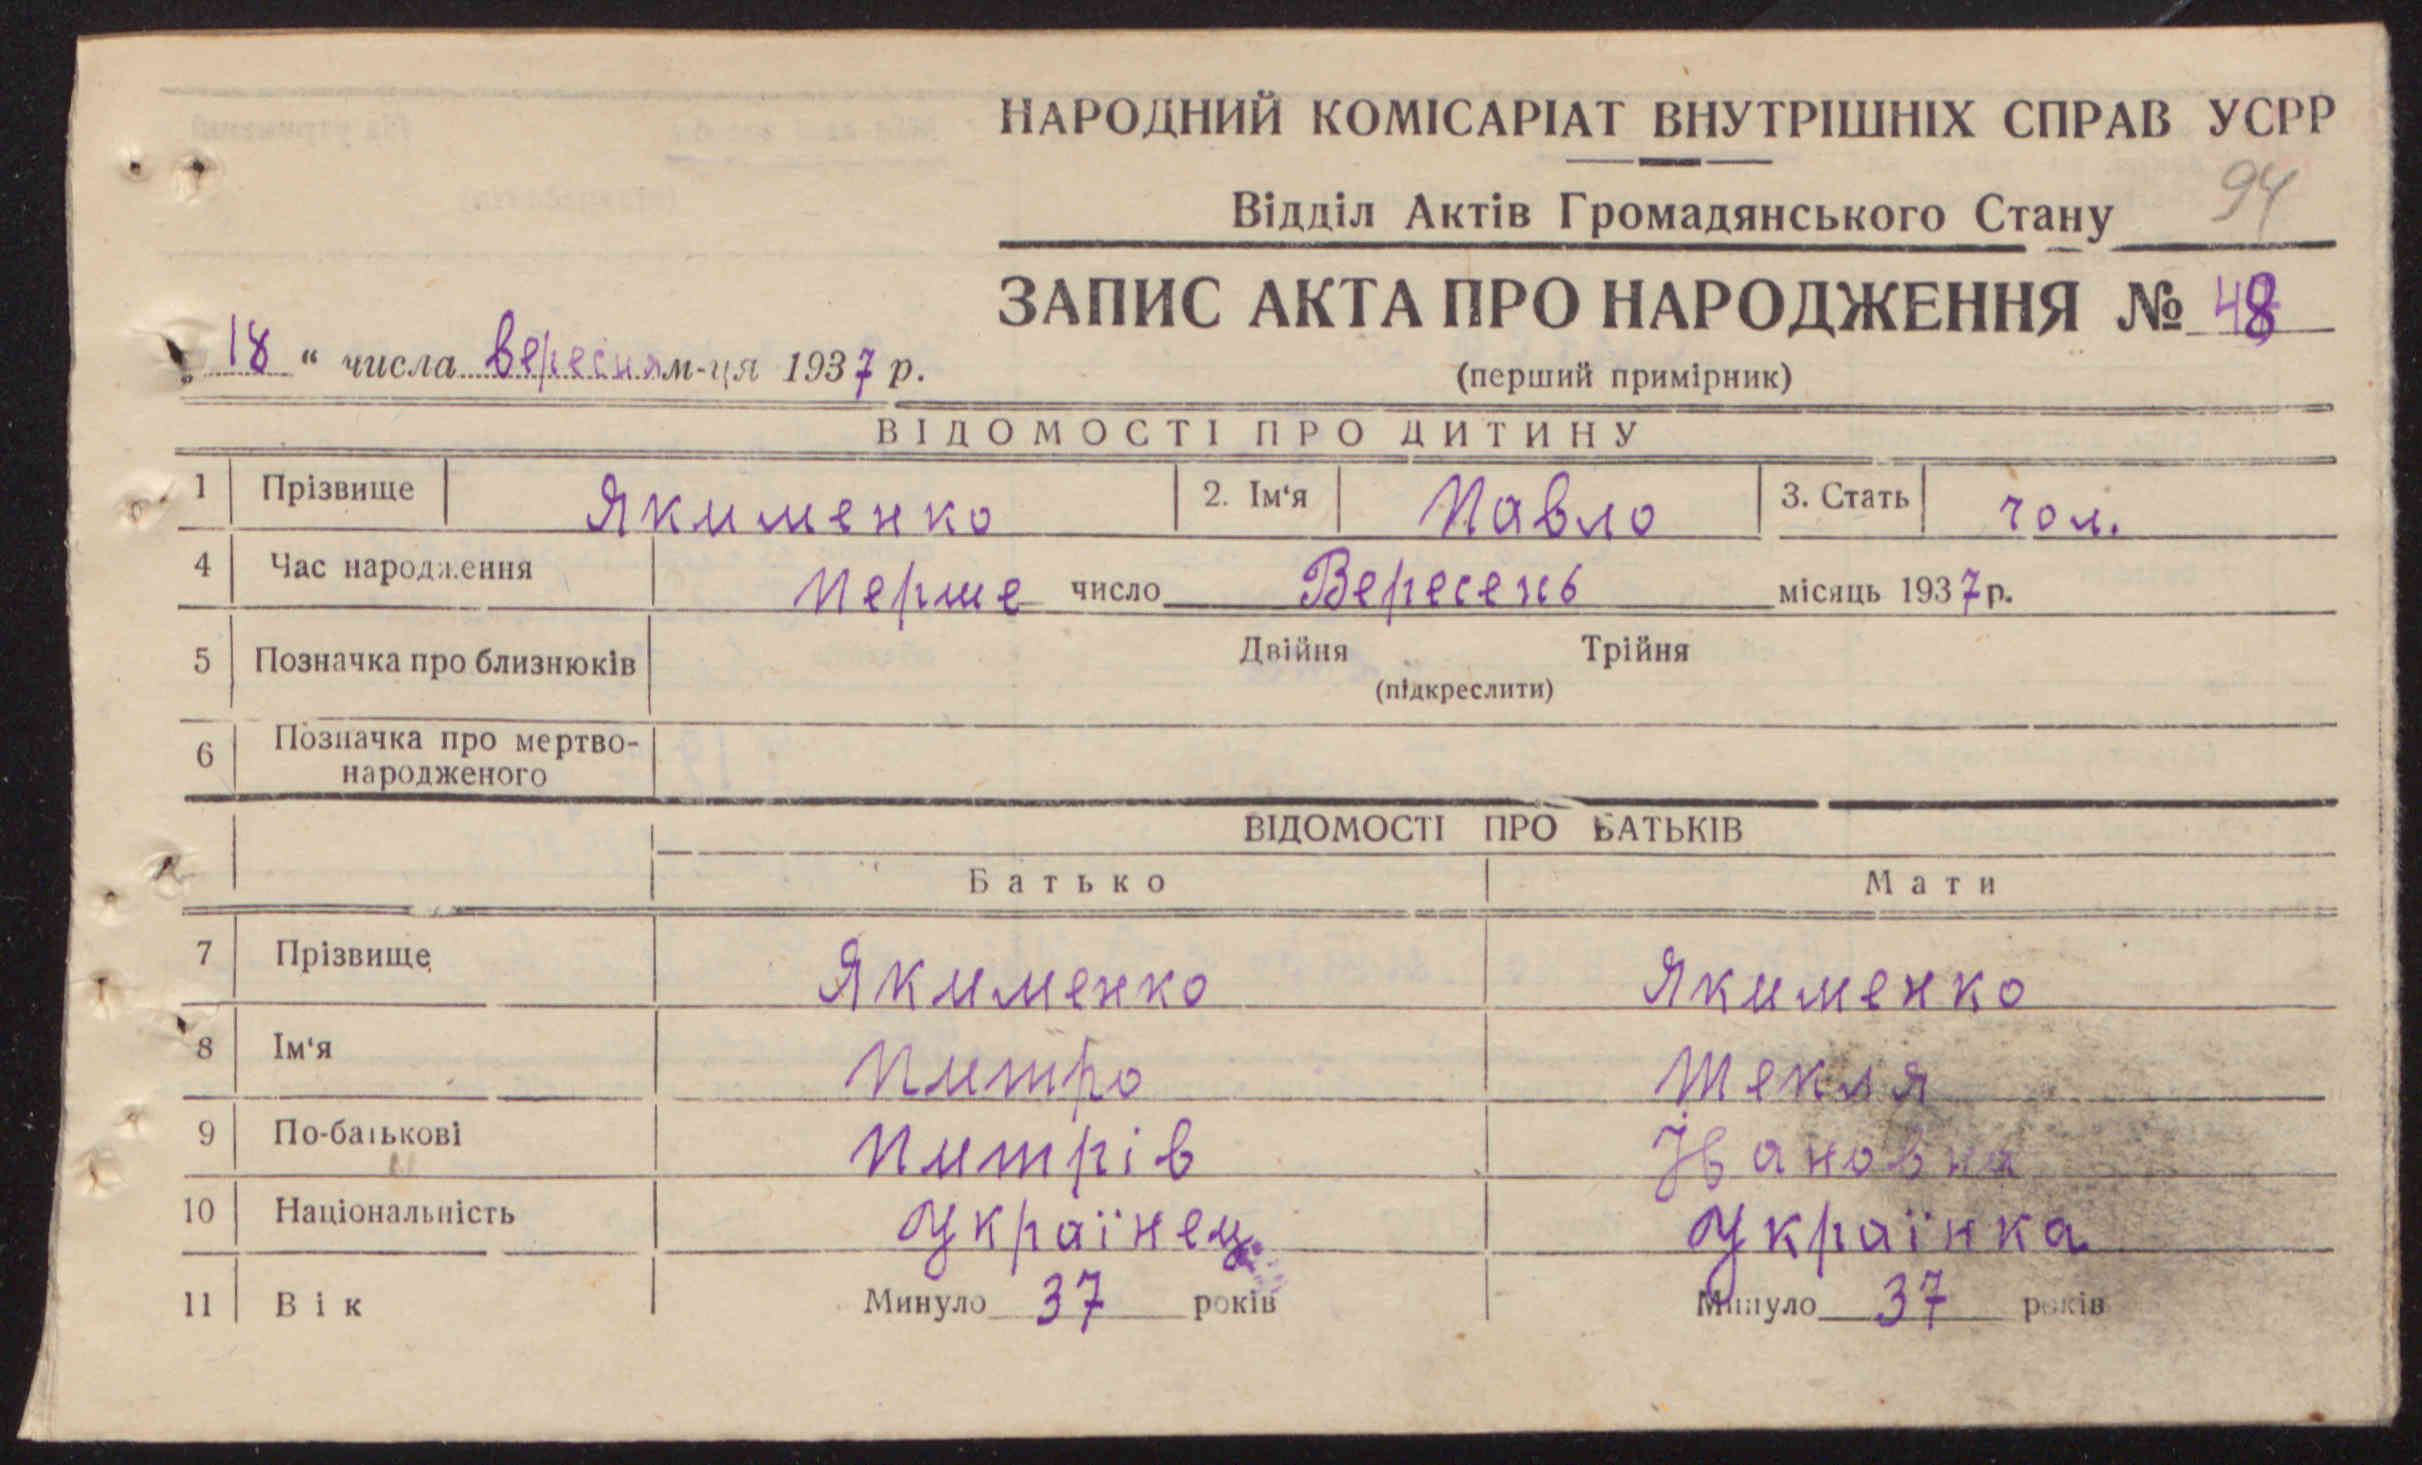 НАРОДНИЙ КОМІСАРІАТ ВНУТРІШНІХ СПРАВ УСРР
Відділ Актів Громадянського Стану 94
ЗАПИС АКТА ПРО НАРОДЖЕННЯ № 48
„ 18 “ числа вересня м-ця 1937 р.
(перший примірник)
ВІДОМОСТІ ПРО ДИТИНУ
1 Прізвище Якименко 2. Ім‘я Павло 3. Стать чол.
4 Час народження Перше число Вересень місяць 1937 р.
5 Позначка про близнюків Двійня Трійня
(підкреслити)
6 Позначка про мертво-
народженого
ВІДОМОСТІ ПРО БАТЬКІВ
Батько Мати
7 Прізвище Якименко Якименко
8 Ім‘я Питро Текля
9 По-батькові Питрів Івановна
10 Національність Українец Українка
11 Вік Минуло 37 років Минуло 37 років